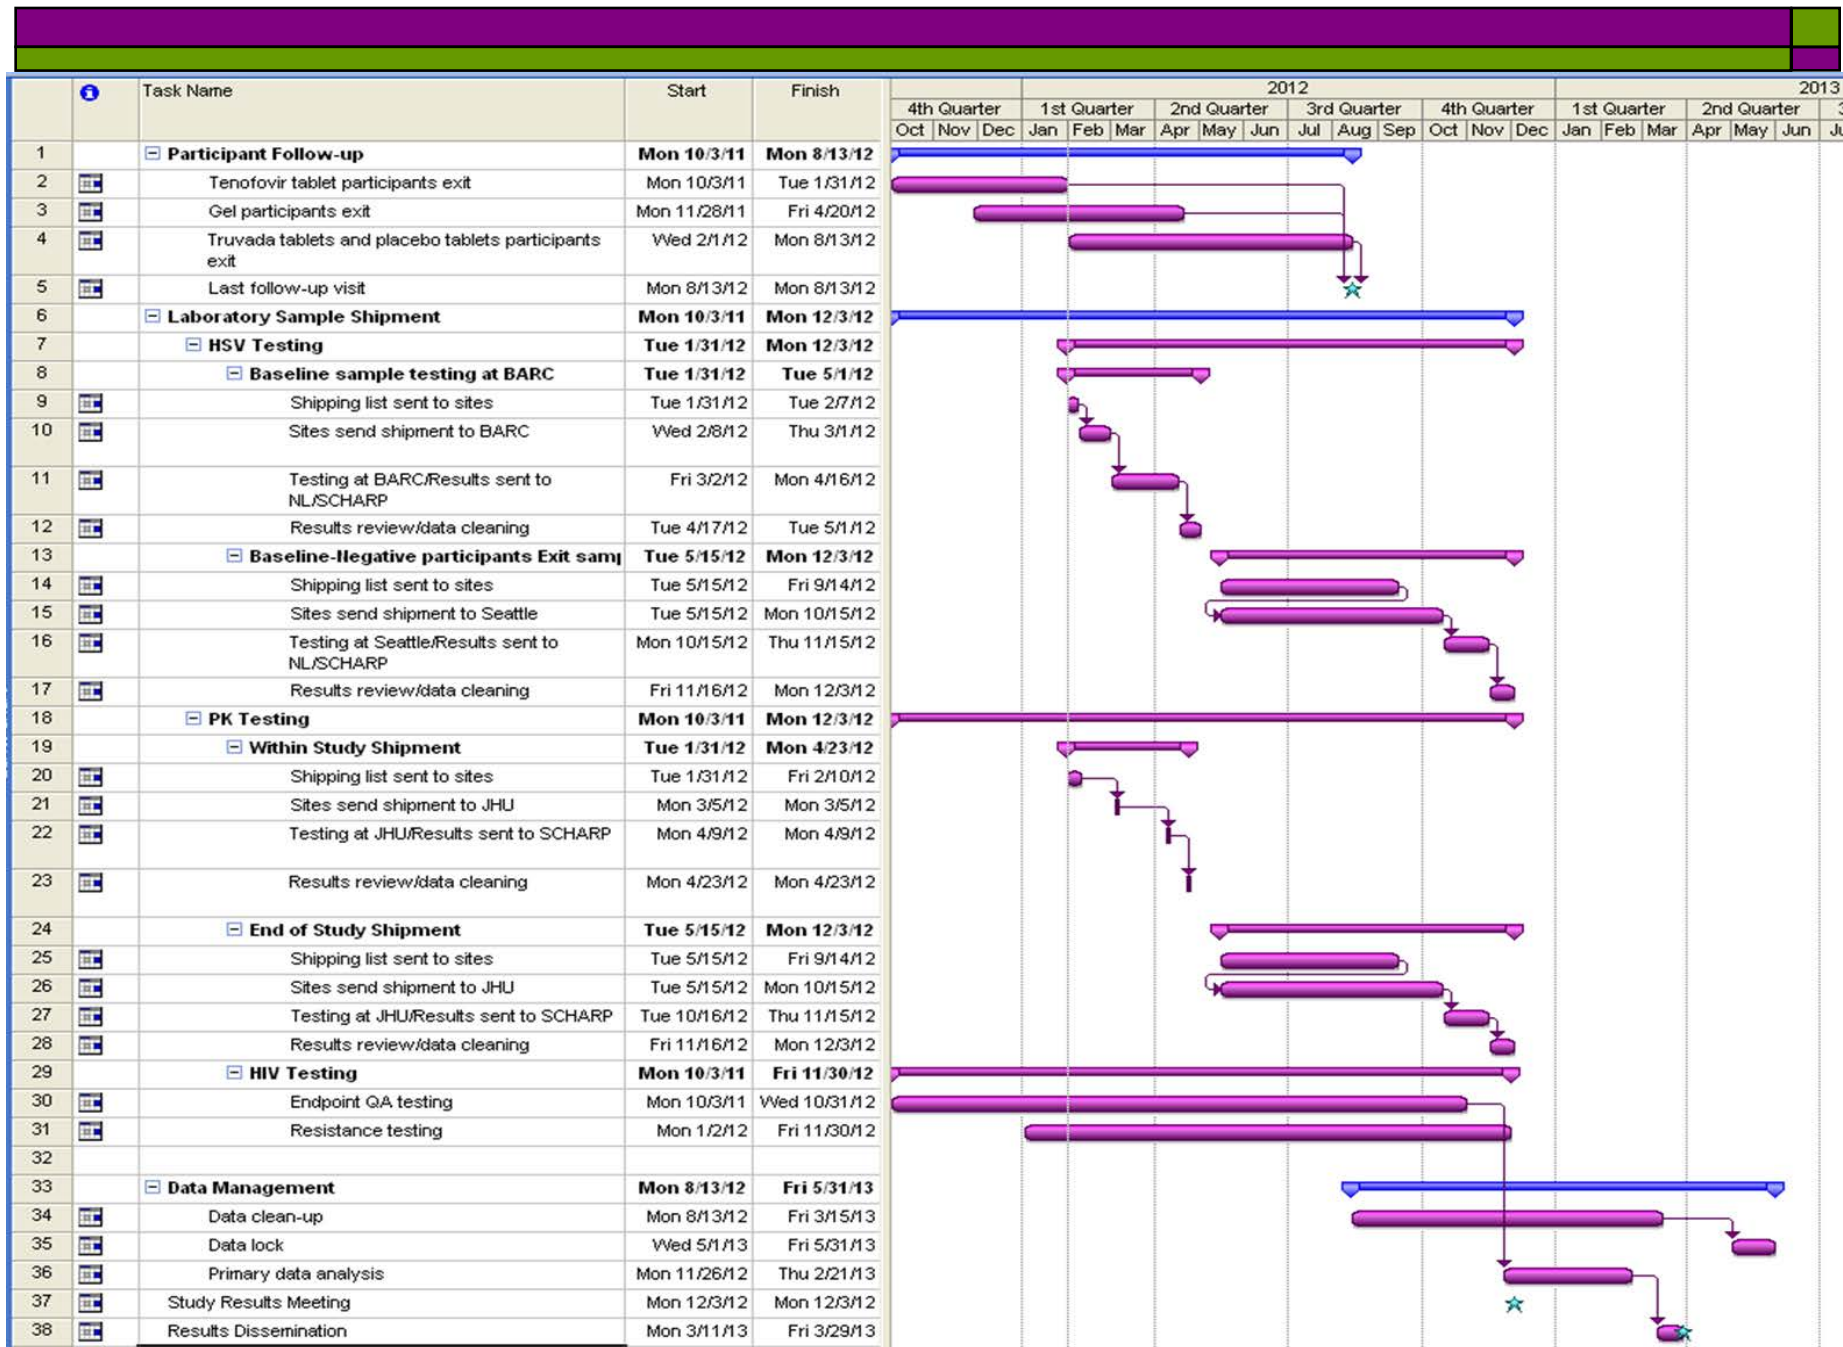 Task Name Start Finish 2012 2013
4th Quarter 1st Quarter 2nd Quarter 3rd Quarter 4th Quarter 1st Quarter 2nd Quarter
Oct Nov Dec Jan Feb Mar Apr May Jun Jul Aug Sep Oct Nov Dec Jan Feb Mar Apr May Jun
1 Participant Follow-up Mon 10/3/11 Mon 8/13/12
2 Tenofovir tablet participants exit Mon 10/3/11 Tue 1/31/12
3 Gel participants exit Mon 11/28/11 Fri 4/20/12
4 Truvada tablets and placebo tablets participants Wed 2/1/12 Mon 8/13/12
exit
5 Last follow-up visit Mon 8/13/12 Mon 8/13/12
6 Laboratory Sample Shipment Mon 10/3/11 Mon 12/3/12
7 HSV Testing Tue 1/31/12 Mon 12/3/12
8 Baseline sample testing at BARC Tue 1/31/12 Tue 5/1/12
9 Shipping list sent to sites Tue 1/31/12 Tue 2/7/12
10 Sites send shipment to BARC Wed 2/8/12 Thu 3/1/12
11 Testing at BARC/Results sent to Fri 3/2/12 Mon 4/16/12
NL/SCHARP
12 Results review/data cleaning Tue 4/17/12 Tue 5/1/12
13 Baseline-Negative participants Exit Tue 5/15/12 Mon 12/3/12
14 Shipping list sent to sites Tue 5/15/12 Fri 9/14/12
15 Sites send shipment to Seattle Tue 5/15/12 Mon 10/15/12
16 Testing at Seattle/Results sent to Mon 10/15/12 Thu 11/15/12
NL/SCHARP
17 Results review/data cleaning Fri 11/16/12 Mon 12/3/12
18 PK Testing Mon 10/3/11 Mon 12/3/12
19 Within Study Shipment Tue 1/31/12 Mon 4/23/12
20 Shipping list sent to sites Tue 1/31/12 Fri 2/10/12
21 Sites send shipment to JHU Mon 3/5/12 Mon 3/5/12
22 Testing at JHU/Results sent to SCHARP Mon 4/9/12 Mon 4/9/12
23 Results review/data cleaning Mon 4/23/12 Mon 4/23/12
24 End of Study Shipment Tue 5/15/12 Mon 12/3/12
25 Shipping list sent to sites Tue 5/15/12 Fri 9/14/12
26 Sites send shipment to JHU Tue 5/15/12 Mon 10/15/12
27 Testing at JHU/Results sent to SCHARP Tue 10/16/12 Thu 11/15/12
28 Results review/data cleaning Fri 11/16/12 Mon 12/3/12
29 HIV Testing Mon 10/3/11 Fri 11/30/12
30 Endpoint QA testing Mon 10/3/11 Wed 10/31/12
31 Resistance testing Mon 1/2/12 Fri 11/30/12
32
33 Data Management Mon 8/13/12 Fri 5/31/13
34 Data clean-up Mon 8/13/12 Fri 3/15/13
35 Data lock Wed 5/1/13 Fri 5/31/13
36 Primary data analysis Mon 11/26/12 Thu 2/21/13
37 Study Results Meeting Mon 12/3/12 Mon 12/3/12
38 Results Dissemination Mon 3/11/13 Fri 3/29/13